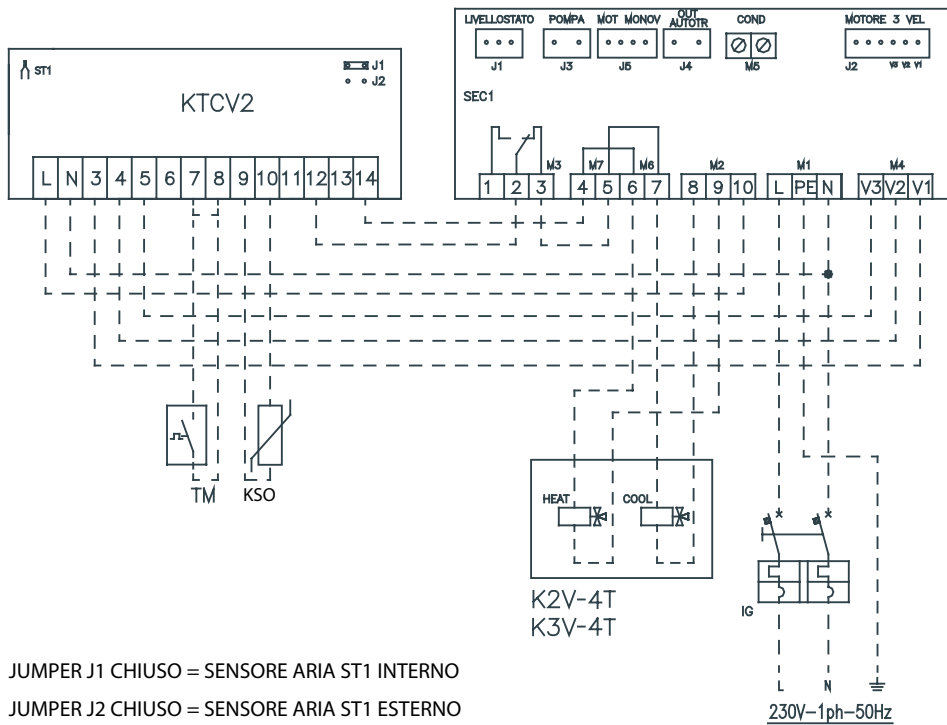 LIVELLOSTATO POMPA MOT MONOV OUT AUTOTR COND MOTORE 3 VEL
J1 J3 J5 J4 M5 J2 V3 V2 V1
ST1
J1
J2
KTCV2
SEC1
L N 3 4 5 6 7 8 9 10 11 12 13 14
M3 M7 M6 M2 M1 M4
1 2 3 4 5 6 7 8 9 10 L PE N V3 V2 V1
TM KSO
HEAT COOL
K2V-4T
K3V-4T
IG
L N
230V-1ph-50Hz
JUMPER J1 CHIUSO = SENSORE ARIA ST1 INTERNO
JUMPER J2 CHIUSO = SENSORE ARIA ST1 ESTERNO